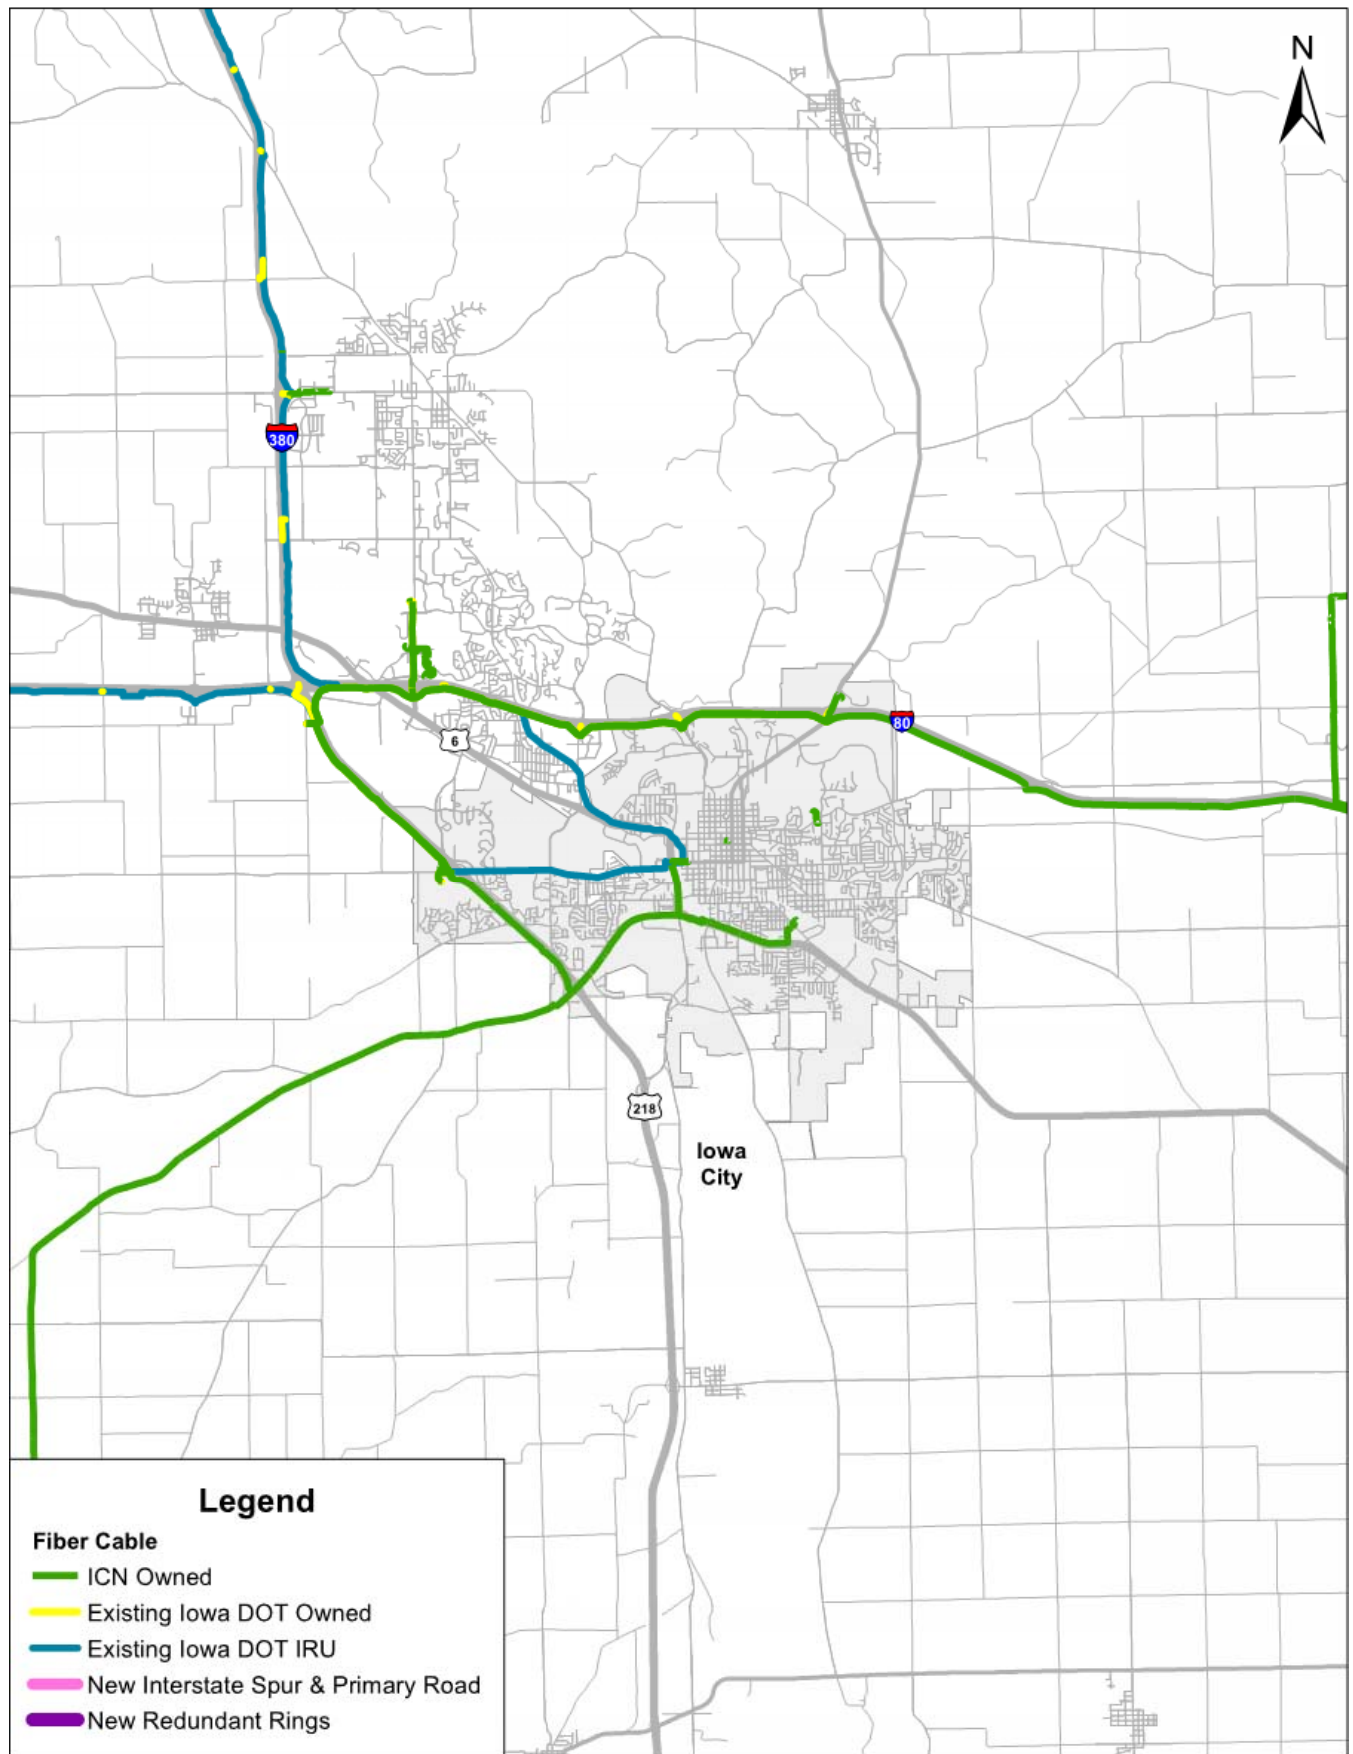 N
380
6
80
218
Iowa
City
Legend
Fiber Cable
ICN Owned
Existing Iowa DOT Owned
Existing Iowa DOT IRU
New Interstate Spur & Primary Road
New Redundant Rings